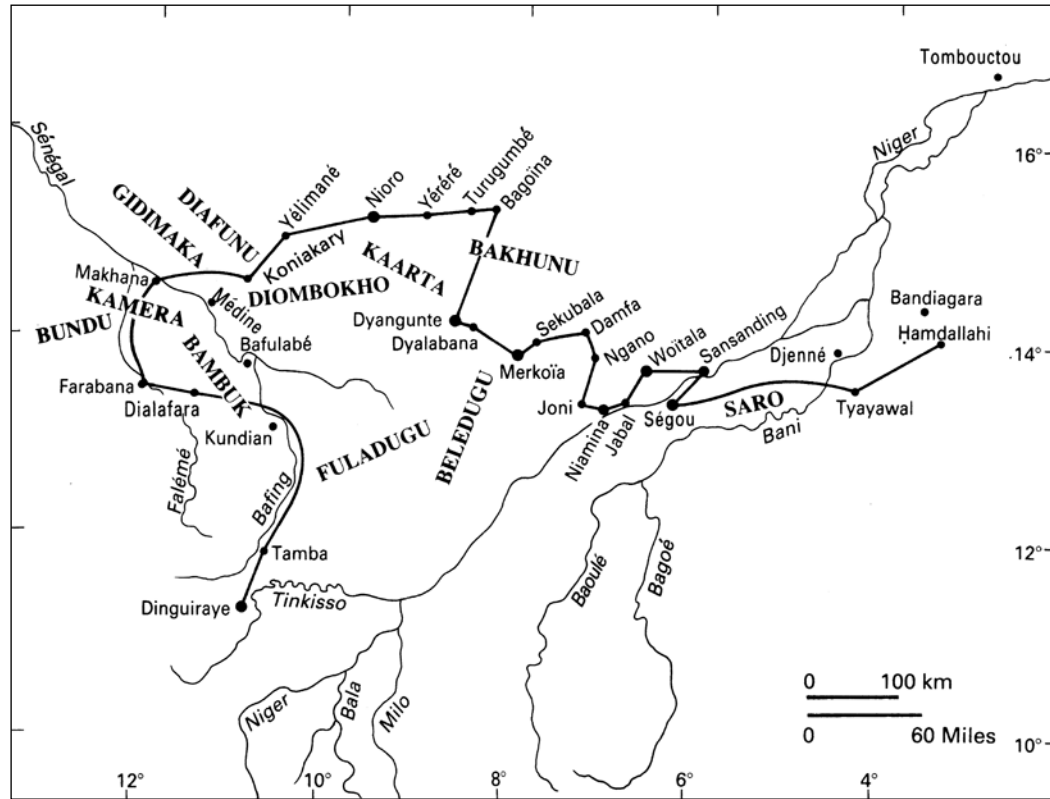 Tombouctou
Sénégal
Niger
16°
GIDIMAKA
DIAFUNU
Yélimané
Nioro
Yéréré
Turugumbé
Bagoïna
Koniakary
KAARTA
BAKHUNU
Makhana
KAMERA
Médine
DIOMBOKHO
BUNDU
Bafulabé
Dyangunte
Dyalabana
Sekubala
Damfa
Bandiagara
Ḥamdallahi
Merkoïa
Ngano
Woïtala
Sansanding
Djenné
14°
Farabana
Dialafara
BAMBUK
Kundian
Joni
Niamina
Jabal
Ségou
SARO
Tyayawal
Bani
FULADUGU
BELEDUGU
Falémé
Bafing
Tamba
Baoulé
Bagoé
12°
Dinguiraye
Tinkisso
Niger
Bala
Milo
0 100 km
0 60 Miles
10°
12° 10° 8° 6° 4°